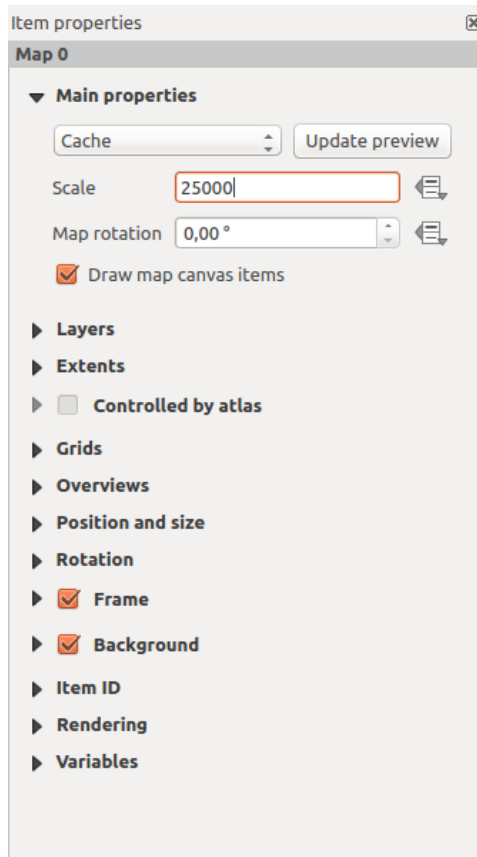 Item properties
Map 0
Main properties
Cache Update preview
Scale 25000
Map rotation 0,00 °
Draw map canvas items
Layers
Extents
Controlled by atlas
Grids
Overviews
Position and size
Rotation
Frame
Background
Item ID
Rendering
Variables